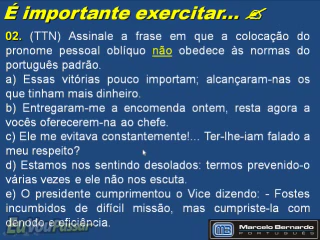 É importante exercitar...
02. (TTN) Assinale a frase em que a colocação do
pronome pessoal oblíquo não obedece às normas do
português padrão.
a) Essas vitórias pouco importam; alcançaram-nas os
que tinham mais dinheiro.
b) Entregaram-me a encomenda ontem, resta agora a
vocês oferecerem-na ao chefe.
c) Ele me evitava constantemente!... Ter-lhe-iam falado a
meu respeito?
d) Estamos nos sentindo desolados: termos prevenido-o
várias vezes e ele não nos escuta.
e) O presidente cumprimentou o Vice dizendo: - Fostes
incumbidos de difícil missão, mas cumpriste-la com
denodo e eficiência.
Eu Vou Passar
Marcelo Bernardo
PORTUGUÊS